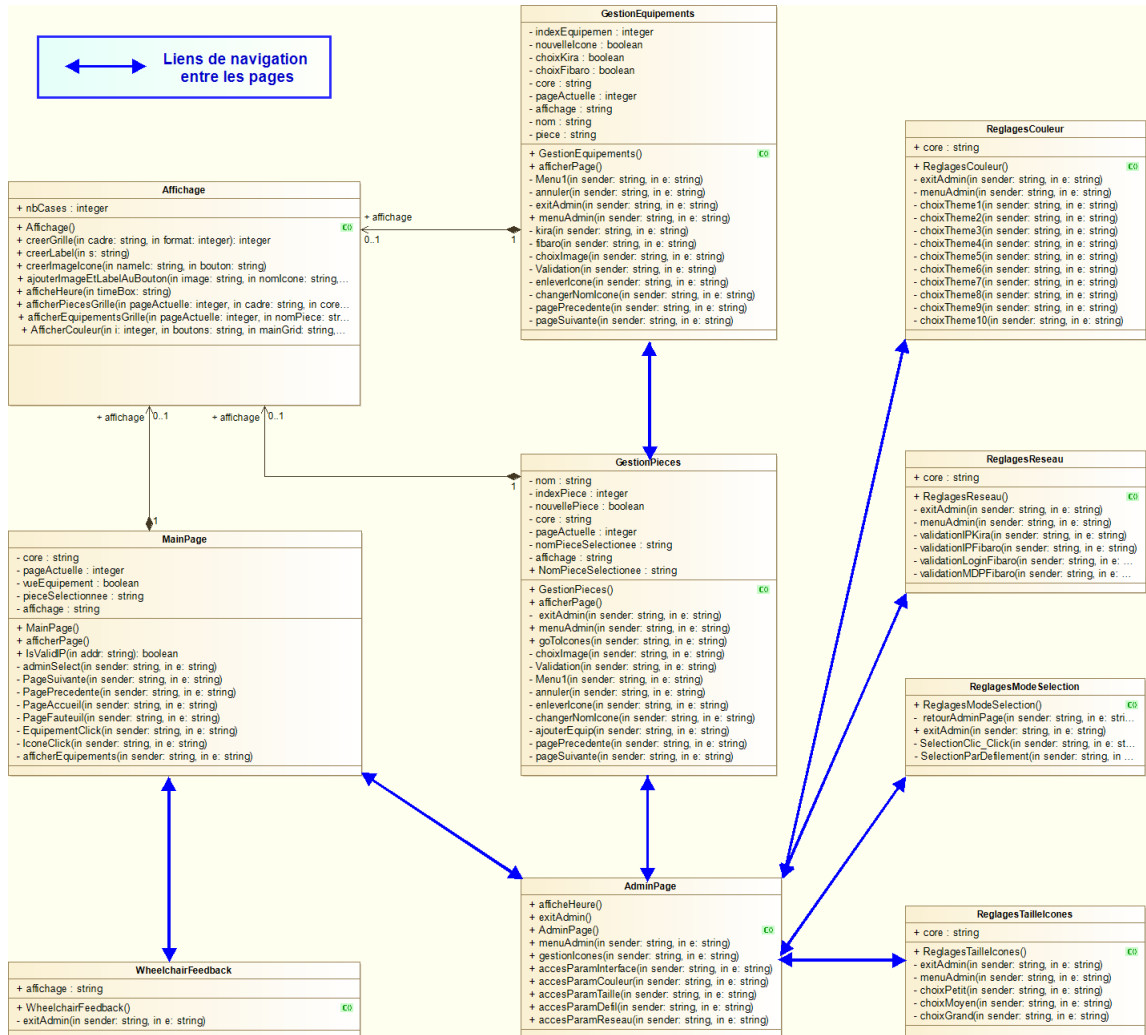 Liens de navigation
entre les pages
GestionEquipements
- indexEquipemen : integer
- nouvelleIcone : boolean
- choixKira : boolean
- choixFibaro : boolean
- core : string
- pageActuelle : integer
- affichage : string
- nom : string
- piece : string
+ GestionEquipements()
+ afficherPage()
- Menu1(in sender: string, in e: string)
- annuler(in sender: string, in e: string)
- exitAdmin(in sender: string, in e: string)
+ menuAdmin(in sender: string, in e: string)
- kira(in sender: string, in e: string)
- fibaro(in sender: string, in e: string)
- choixImage(in sender: string, in e: string)
- Validation(in sender: string, in e: string)
- enleverIcone(in sender: string, in e: string)
- changerNomIcone(in sender: string, in e: string)
- pagePrecedente(in sender: string, in e: string)
- pageSuivante(in sender: string, in e: string)
ReglagesCouleur
+ core : string
+ ReglagesCouleur()
- exitAdmin(in sender: string, in e: string)
- menuAdmin(in sender: string, in e: string)
- choixTheme1(in sender: string, in e: string)
- choixTheme2(in sender: string, in e: string)
- choixTheme3(in sender: string, in e: string)
- choixTheme4(in sender: string, in e: string)
- choixTheme5(in sender: string, in e: string)
- choixTheme6(in sender: string, in e: string)
- choixTheme7(in sender: string, in e: string)
- choixTheme8(in sender: string, in e: string)
- choixTheme9(in sender: string, in e: string)
- choixTheme10(in sender: string, in e: string)
Affichage
+ nbCases : integer
+ Affichage()
+ creerGrille(in cadre: string, in format: integer): integer
+ creerLabel(in s: string)
+ creerImageIcone(in nameIc: string, in bouton: string)
+ ajouterImageEtLabelAuBouton(in image: string, in nomIcone: string,...
+ afficheHeure(in timeBox: string)
+ afficherPiecesGrille(in pageActuelle: integer, in cadre: string, in core...
+ afficherEquipementsGrille(in pageActuelle: integer, in nomPiece: str...
+ AfficherCouleur(in i: integer, in boutons: string, in mainGrid: string,...
+ affichage
0..1
1
+ affichage
0..1
+ affichage
0..1
1
1
GestionPieces
- nom : string
- indexPiece : integer
- nouvellePiece : boolean
- core : string
- pageActuelle : integer
- nomPieceSelectionee : string
- affichage : string
+ NomPieceSelectionee : string
+ GestionPieces()
+ afficherPage()
- exitAdmin(in sender: string, in e: string)
+ menuAdmin(in sender: string, in e: string)
+ goToIcones(in sender: string, in e: string)
- choixImage(in sender: string, in e: string)
- Validation(in sender: string, in e: string)
- Menu1(in sender: string, in e: string)
- annuler(in sender: string, in e: string)
- enleverIcone(in sender: string, in e: string)
- changerNomIcone(in sender: string, in e: string)
- ajouterEquip(in sender: string, in e: string)
- pagePrecedente(in sender: string, in e: string)
- pageSuivante(in sender: string, in e: string)
ReglagesReseau
+ core : string
+ ReglagesReseau()
- exitAdmin(in sender: string, in e: string)
- menuAdmin(in sender: string, in e: string)
- validationIPKira(in sender: string, in e: string)
- validationIPFibaro(in sender: string, in e: string)
- validationLoginFibaro(in sender: string, in e: ...
- validationMDPFibaro(in sender: string, in e: ...
MainPage
- core : string
- pageActuelle : integer
- vueEquipement : boolean
- pieceSelectionnee : string
- affichage : string
+ MainPage()
+ afficherPage()
+ IsValidIP(in addr: string): boolean
- adminSelect(in sender: string, in e: string)
- PageSuivante(in sender: string, in e: string)
- PagePrecedente(in sender: string, in e: string)
- PageAccueil(in sender: string, in e: string)
- PageFauteuil(in sender: string, in e: string)
- EquipementClick(in sender: string, in e: string)
- IconeClick(in sender: string, in e: string)
- afficherEquipements(in sender: string, in e: string)
ReglagesModeSelection
+ ReglagesModeSelection()
- retourAdminPage(in sender: string, in e: stri...
+ exitAdmin(in sender: string, in e: string)
- SelectionClic_Click(in sender: string, in e: st...
- SelectionParDefilement(in sender: string, in ...
AdminPage
+ afficheHeure()
+ exitAdmin()
+ AdminPage()
+ menuAdmin(in sender: string, in e: string)
+ gestionIcones(in sender: string, in e: string)
+ accesParamInterface(in sender: string, in e: string)
+ accesParamCouleur(in sender: string, in e: string)
+ accesParamTaille(in sender: string, in e: string)
+ accesParamDefil(in sender: string, in e: string)
+ accesParamReseau(in sender: string, in e: string)
ReglagesTailleIcones
+ core : string
+ ReglagesTailleIcones()
- exitAdmin(in sender: string, in e: string)
- menuAdmin(in sender: string, in e: string)
- choixPetit(in sender: string, in e: string)
- choixMoyen(in sender: string, in e: string)
- choixGrand(in sender: string, in e: string)
WheelchairFeedback
+ affichage : string
+ WheelchairFeedback()
- exitAdmin(in sender: string, in e: string)